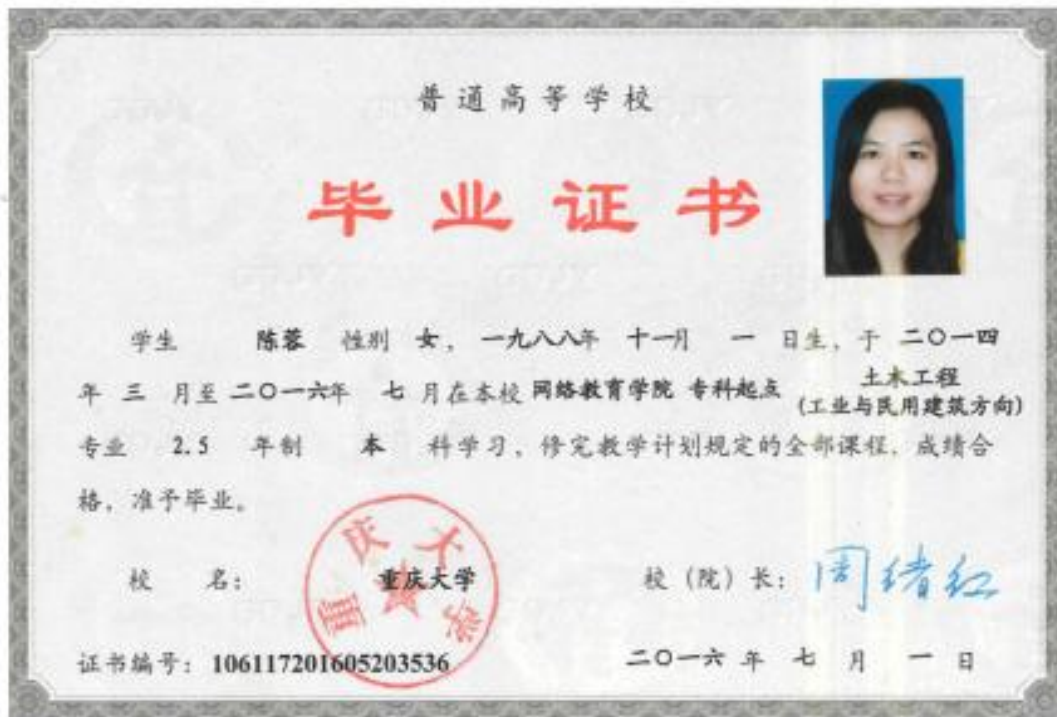 普通高等学校
毕业证书
学生 陈蓉 性别 女，一九八八年 十一月 一 日生，于 二〇一四
年 三 月至 二〇一六年 七 月在本校 网络教育学院 专科起点 土木工程
(工业与民用建筑方向)
专业 2.5 年制 本 科学习，修完教学计划规定的全部课程，成绩合
格，准予毕业。
校 名： 重庆大学 校（院）长： 周绪红
重庆大学
证书编号：106117201605203536 二〇一六 年 七 月 一 日